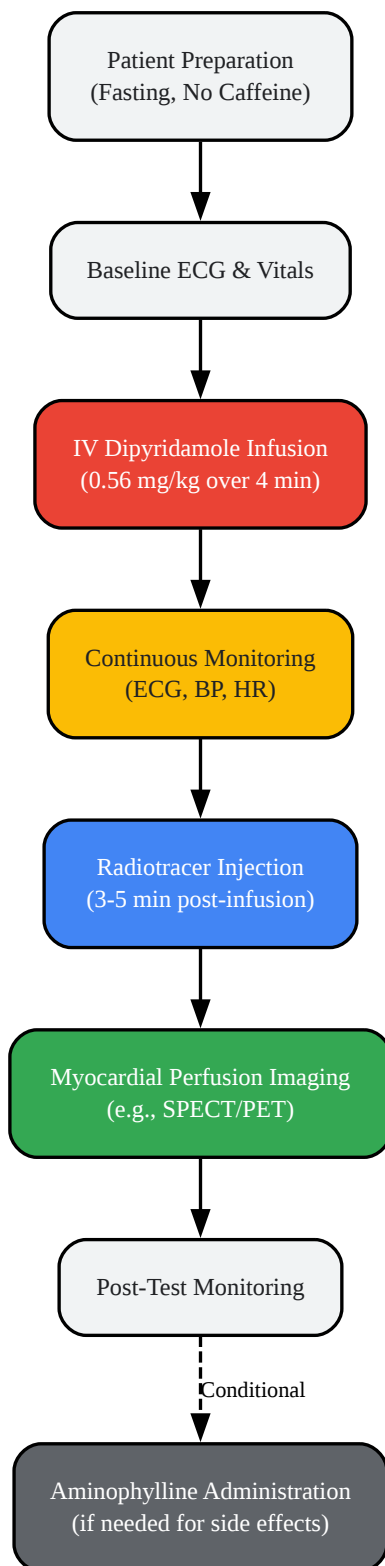 Patient Preparation
(Fasting, No Caffeine)
Baseline ECG & Vitals
IV Dipyridamole Infusion
(0.56 mg/kg over 4 min)
Continuous Monitoring
(ECG, BP, HR)
Radiotracer Injection
(3-5 min post-infusion)
Myocardial Perfusion Imaging
(e.g., SPECT/PET)
Post-Test Monitoring
Conditional
Aminophylline Administration
(if needed for side effects)